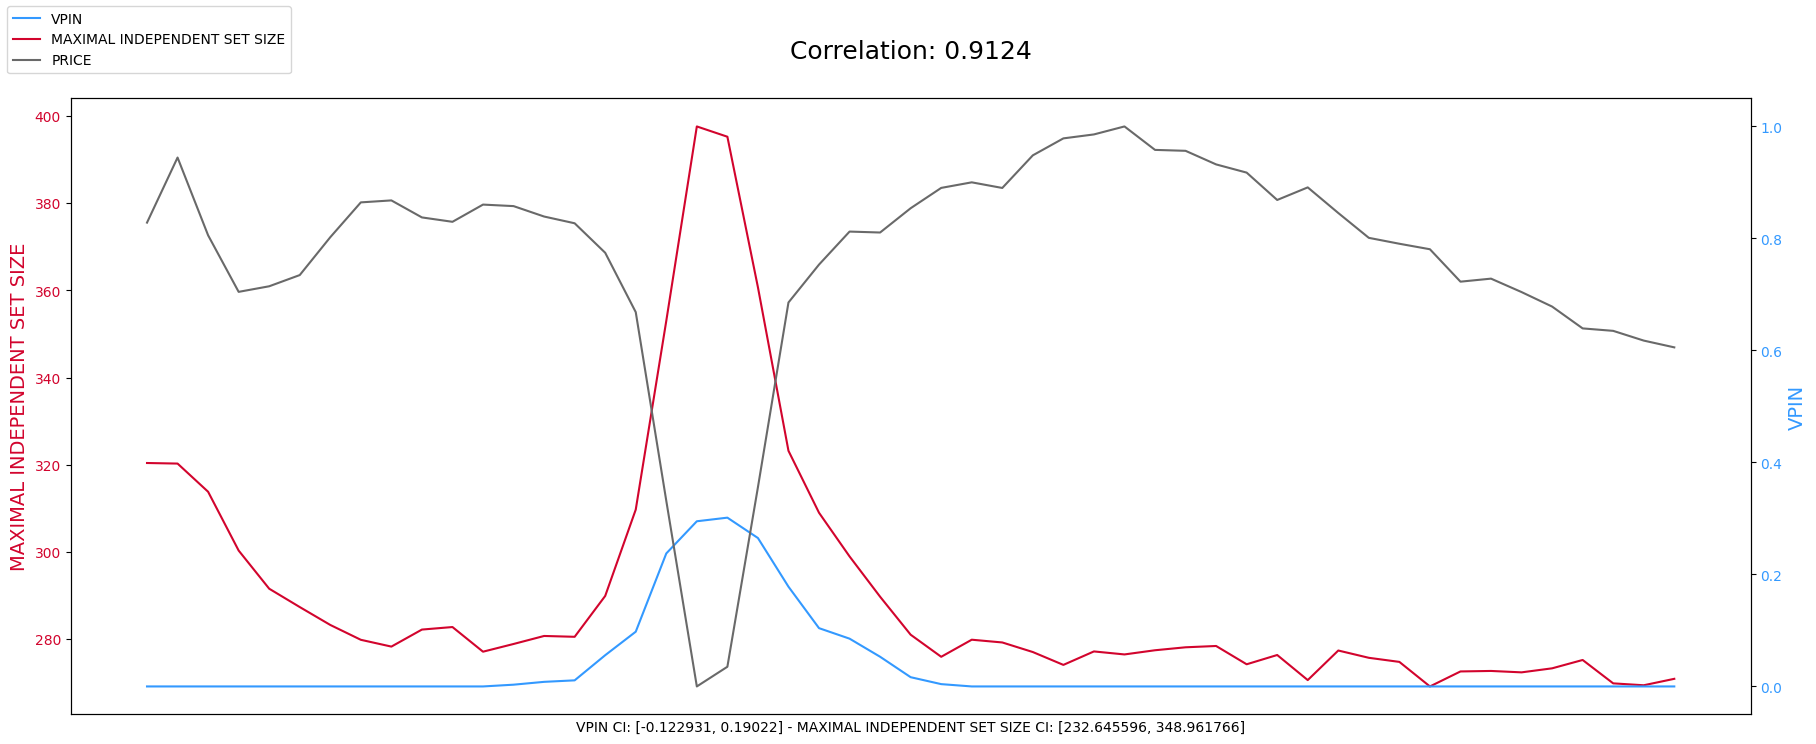 VPIN
MAXIMAL INDEPENDENT SET SIZE
PRICE
Correlation: 0.9124
MAXIMAL INDEPENDENT SET SIZE
400
380
360
340
320
300
280
1.0
0.8
0.6
0.4
0.2
0.0
VPIN
VPIN CI: [-0.122931, 0.19022] - MAXIMAL INDEPENDENT SET SIZE CI: [232.645596, 348.961766]